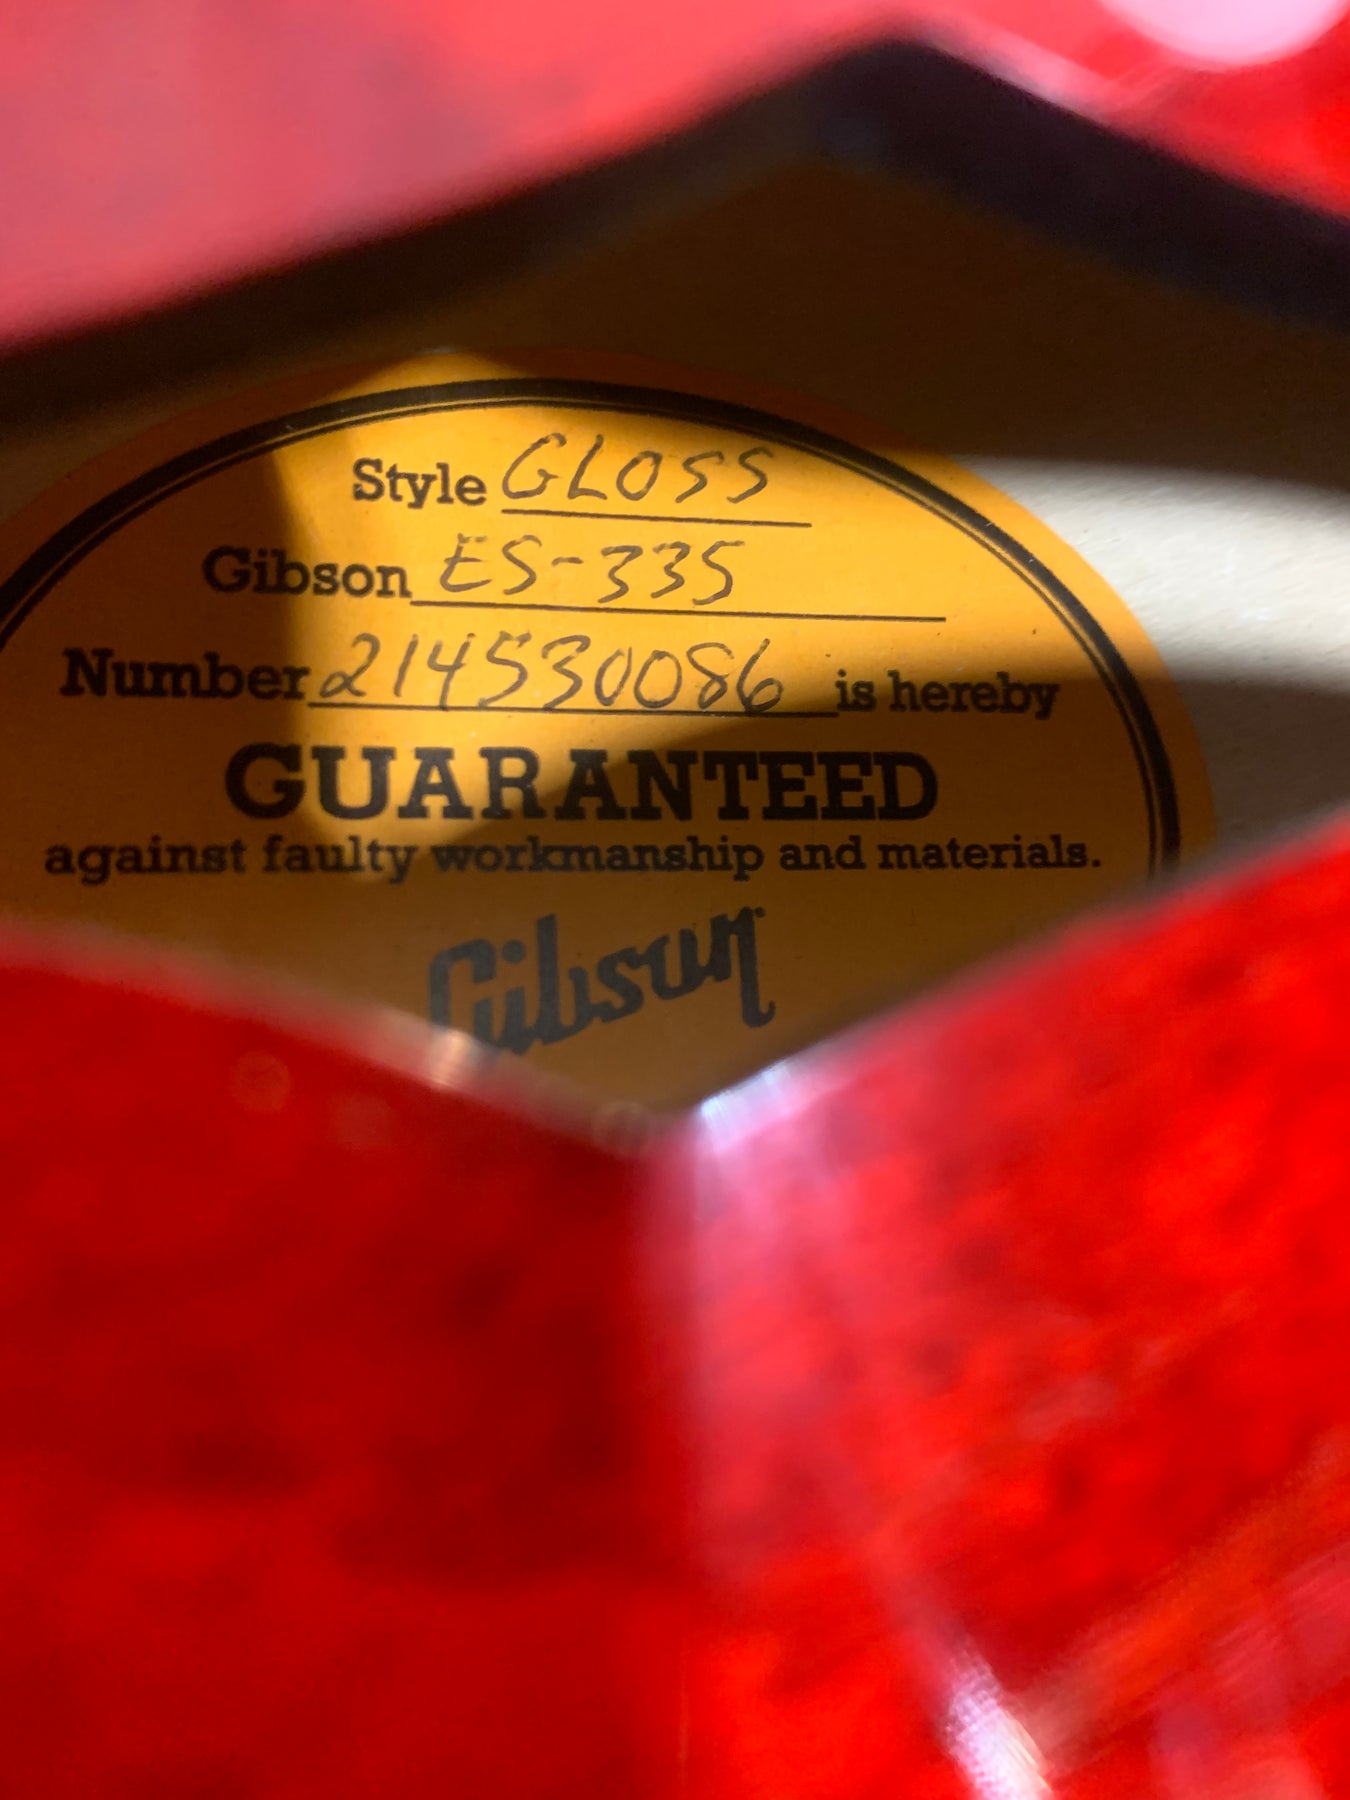 Style GLOSS
Gibson ES-335
Number 214530086 is hereby
GUARANTEED
against faulty workmanship and materials.
Gibson